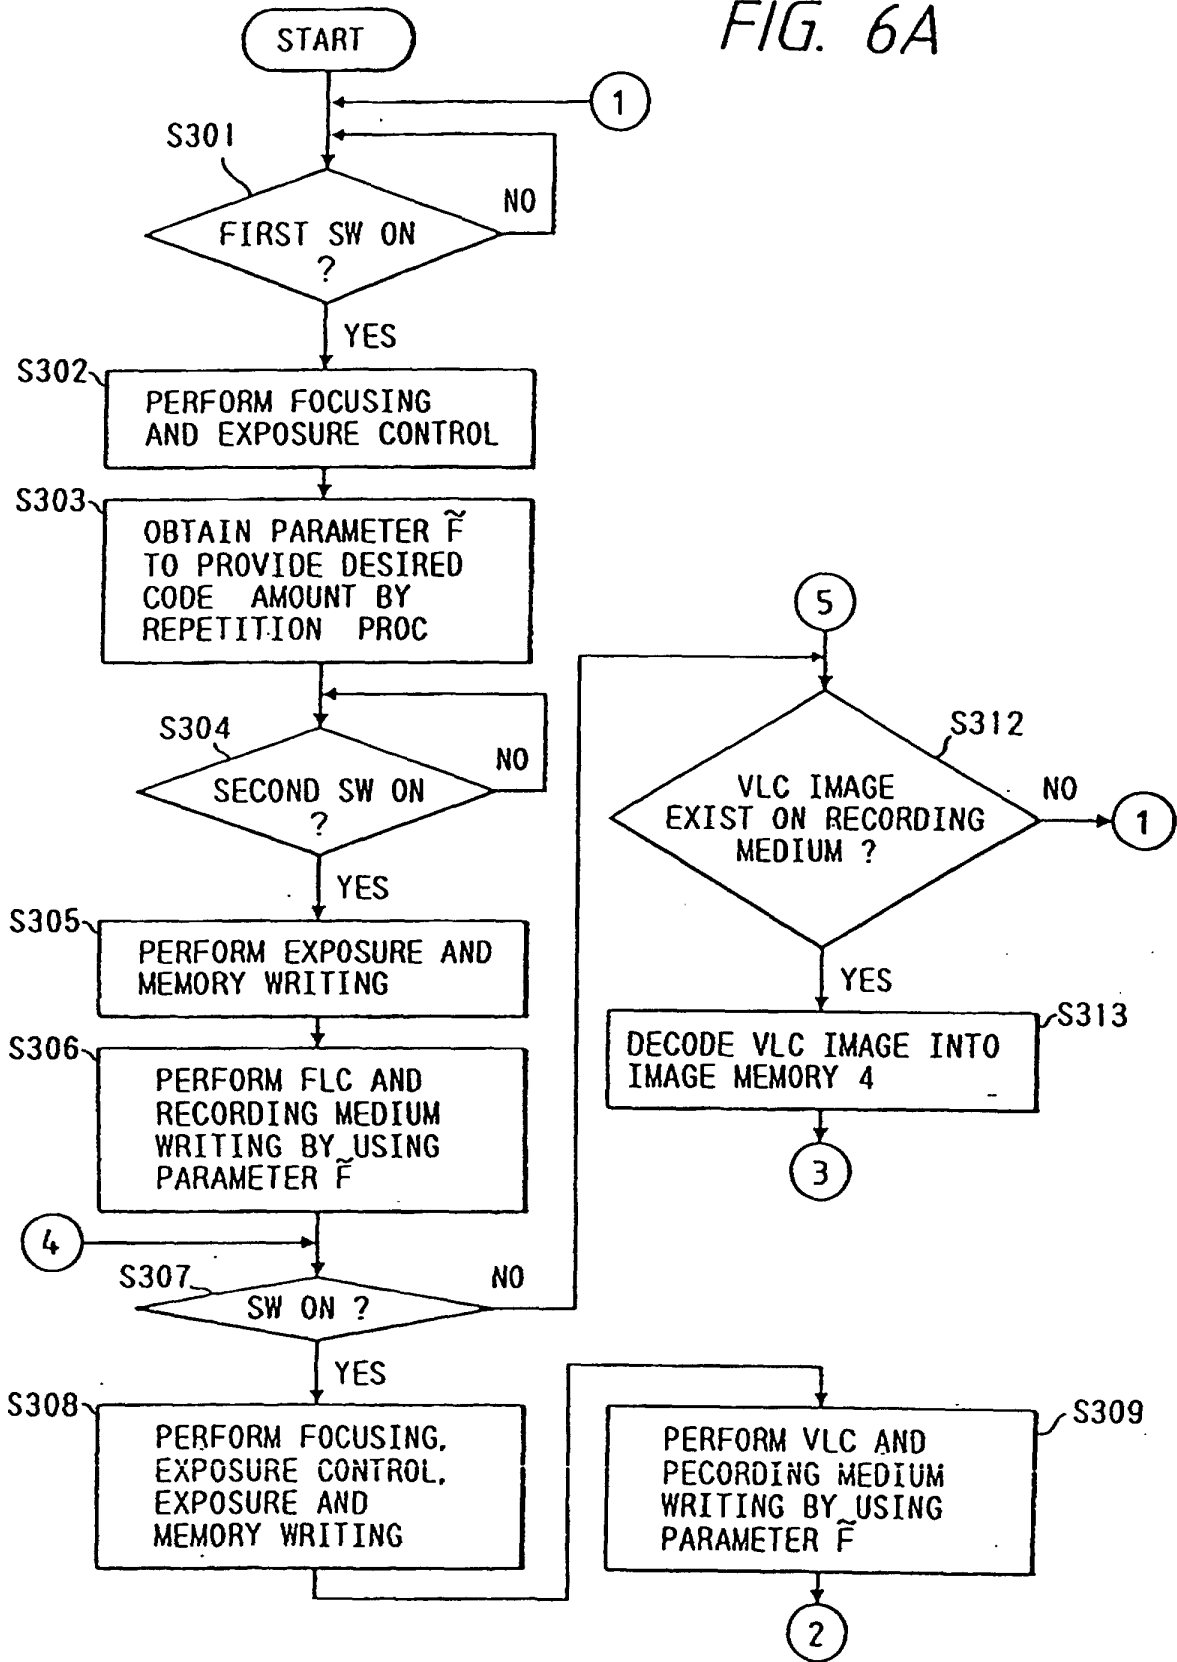 FIG. 6A
START
1
S301
NO
FIRST SW ON
?
YES
S302
PERFORM FOCUSING
AND EXPOSURE CONTROL
S303
OBTAIN PARAMETER F̃
TO PROVIDE DESIRED
CODE AMOUNT BY
REPETITION PROC
S304
NO
SECOND SW ON
?
YES
S305
PERFORM EXPOSURE AND
MEMORY WRITING
S306
PERFORM FLC AND
RECORDING MEDIUM
WRITING BY USING
PARAMETER F̃
4
S307
NO
SW ON ?
YES
S308
PERFORM FOCUSING,
EXPOSURE CONTROL,
EXPOSURE AND
MEMORY WRITING
5
S312
VLC IMAGE
EXIST ON RECORDING
MEDIUM ?
NO
1
YES
S313
DECODE VLC IMAGE INTO
IMAGE MEMORY 4
3
S309
PERFORM VLC AND
PECORDING MEDIUM
WRITING BY USING
PARAMETER F̃
2